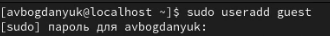 [avbogdanyuk@localhost ~]$ sudo useradd guest
[sudo] пароль для avbogdanyuk: